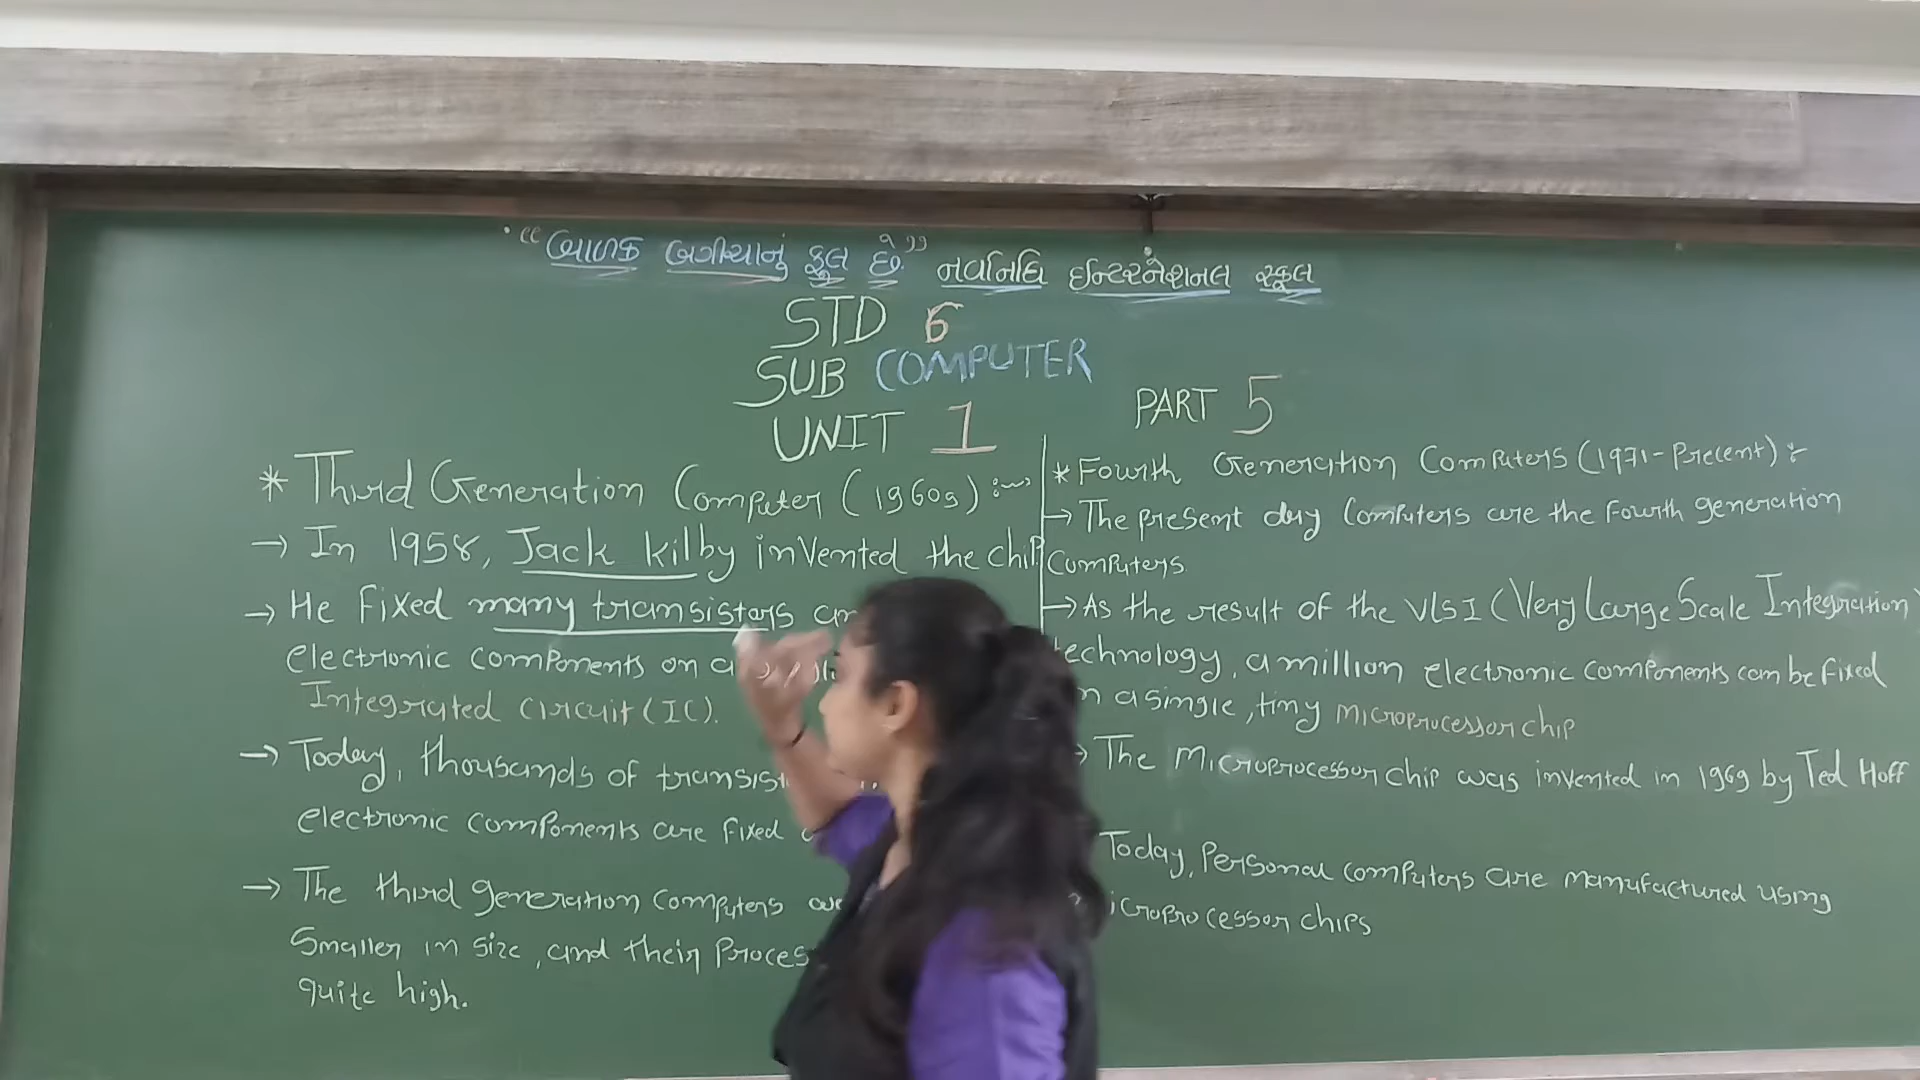 “બાળક બગીચાનું ફૂલ છે” નવનિધિ ઈન્ટરનેશનલ સ્કૂલ
STD 6
SUB COMPUTER
UNIT 1
PART 5
* Third Generation Computer (1960s) :-
→ In 1958, Jack kilby invented the chip
→ He fixed many transistors
electronic components on a
Integrated circuit (IC).
→ Today, thousands of
electronic components are fixed
→ The third generation computers
smaller in size, and their
quite high.
* Fourth Generation Computers (1971-Precent) :-
→ The present day Computers are the Fourth generation
Computers
→ As the result of the VlSI (Very Large Scale Integration)
technology, a million electronic components can be fixed
a single, tiny microprocessor chip
The Microprocessor chip was invented in 1969 by Ted Hoff
Today, Personal computers are manufactured using
icroprocessor chips